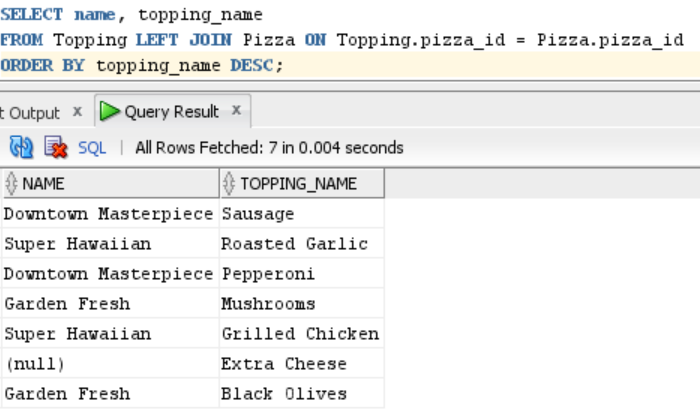 SELECT name, topping_name
FROM Topping LEFT JOIN Pizza ON Topping.pizza_id = Pizza.pizza_id
ORDER BY topping_name DESC;
t Output x Query Result x
SQL | All Rows Fetched: 7 in 0.004 seconds
NAME TOPPING_NAME
Downtown Masterpiece Sausage
Super Hawaiian Roasted Garlic
Downtown Masterpiece Pepperoni
Garden Fresh Mushrooms
Super Hawaiian Grilled Chicken
(null) Extra Cheese
Garden Fresh Black Olives